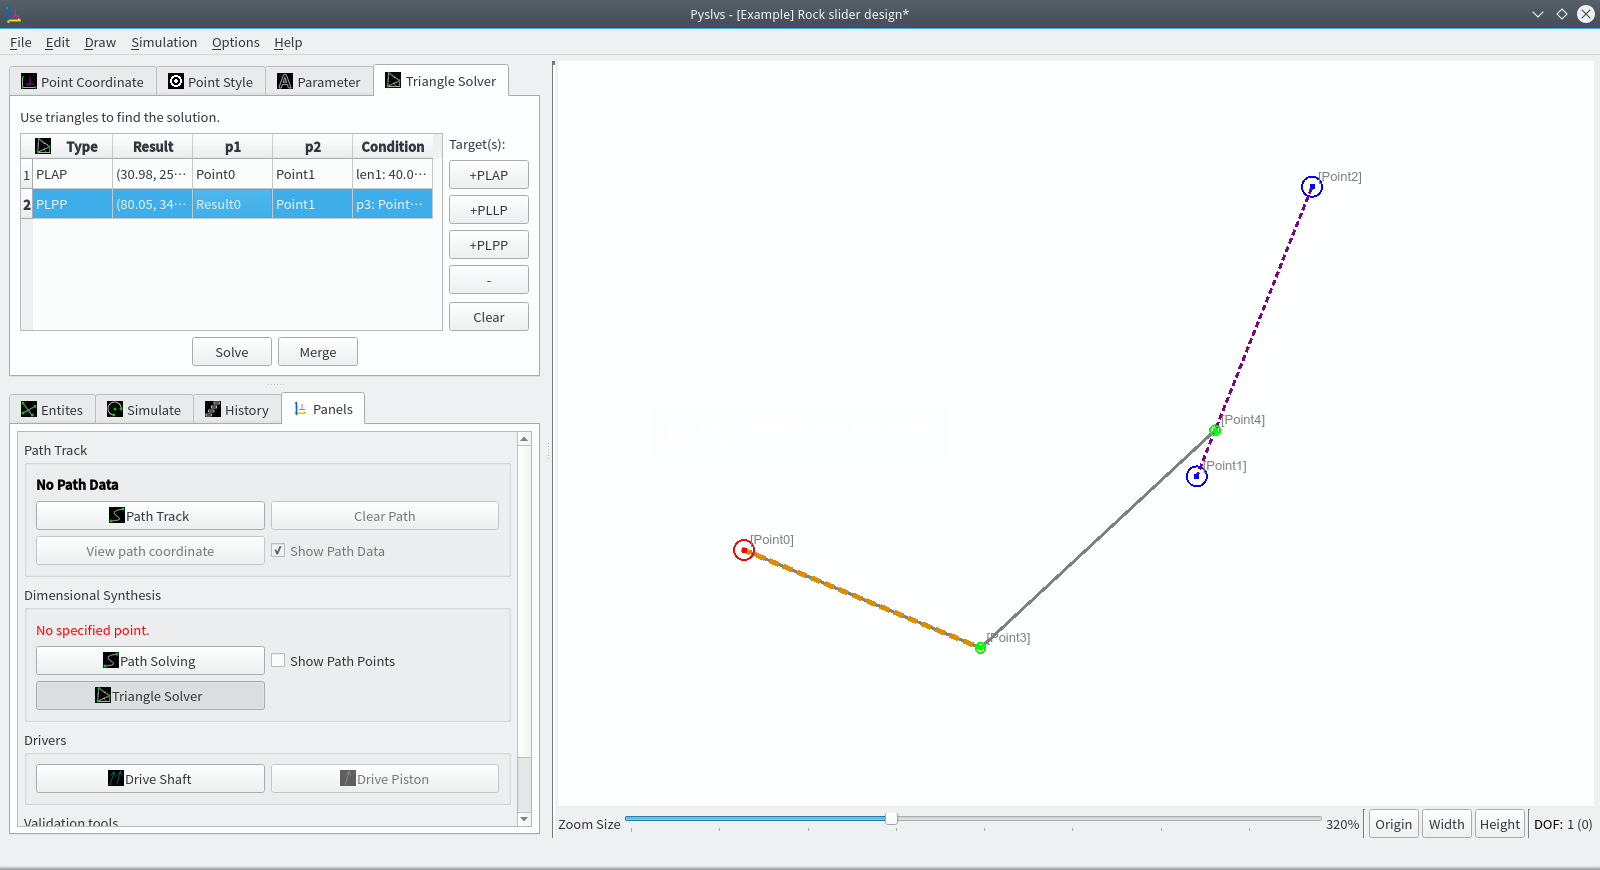 Pyslvs - [Example] Rock slider design*
File Edit Draw Simulation Options Help
Point Coordinate Point Style Parameter Triangle Solver
Use triangles to find the solution.
Type Result p1 p2 Condition
1 PLAP (30.98, 25··· Point0 Point1 len1: 40.0···
2 PLPP (80.05, 34··· Result0 Point1 p3: Point···
Target(s):
+PLAP
+PLLP
+PLPP
-
Clear
Solve Merge
Entites Simulate History Panels
Path Track
No Path Data
Path Track Clear Path
View path coordinate Show Path Data
Dimensional Synthesis
No specified point.
Path Solving Show Path Points
Triangle Solver
Drivers
Drive Shaft Drive Piston
Validation tools
[Point2]
[Point4]
[Point1]
[Point0]
[Point3]
Zoom Size 320% Origin Width Height DOF: 1 (0)